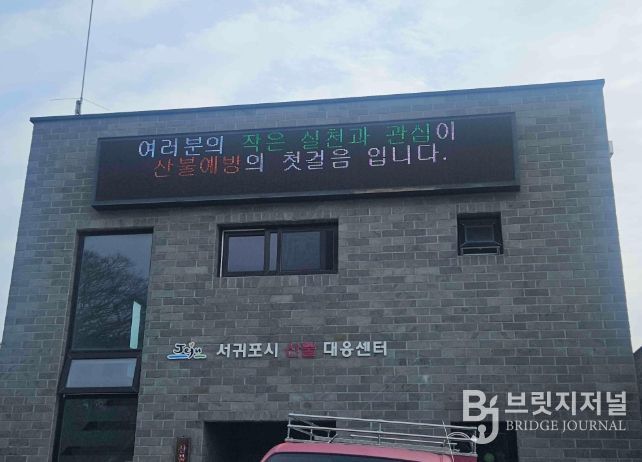 여러분의 작은 실천과 관심이
산불예방의 첫걸음 입니다.
서귀포시 산불 대응센터
브릿지저널
BRIDGE JOURNAL